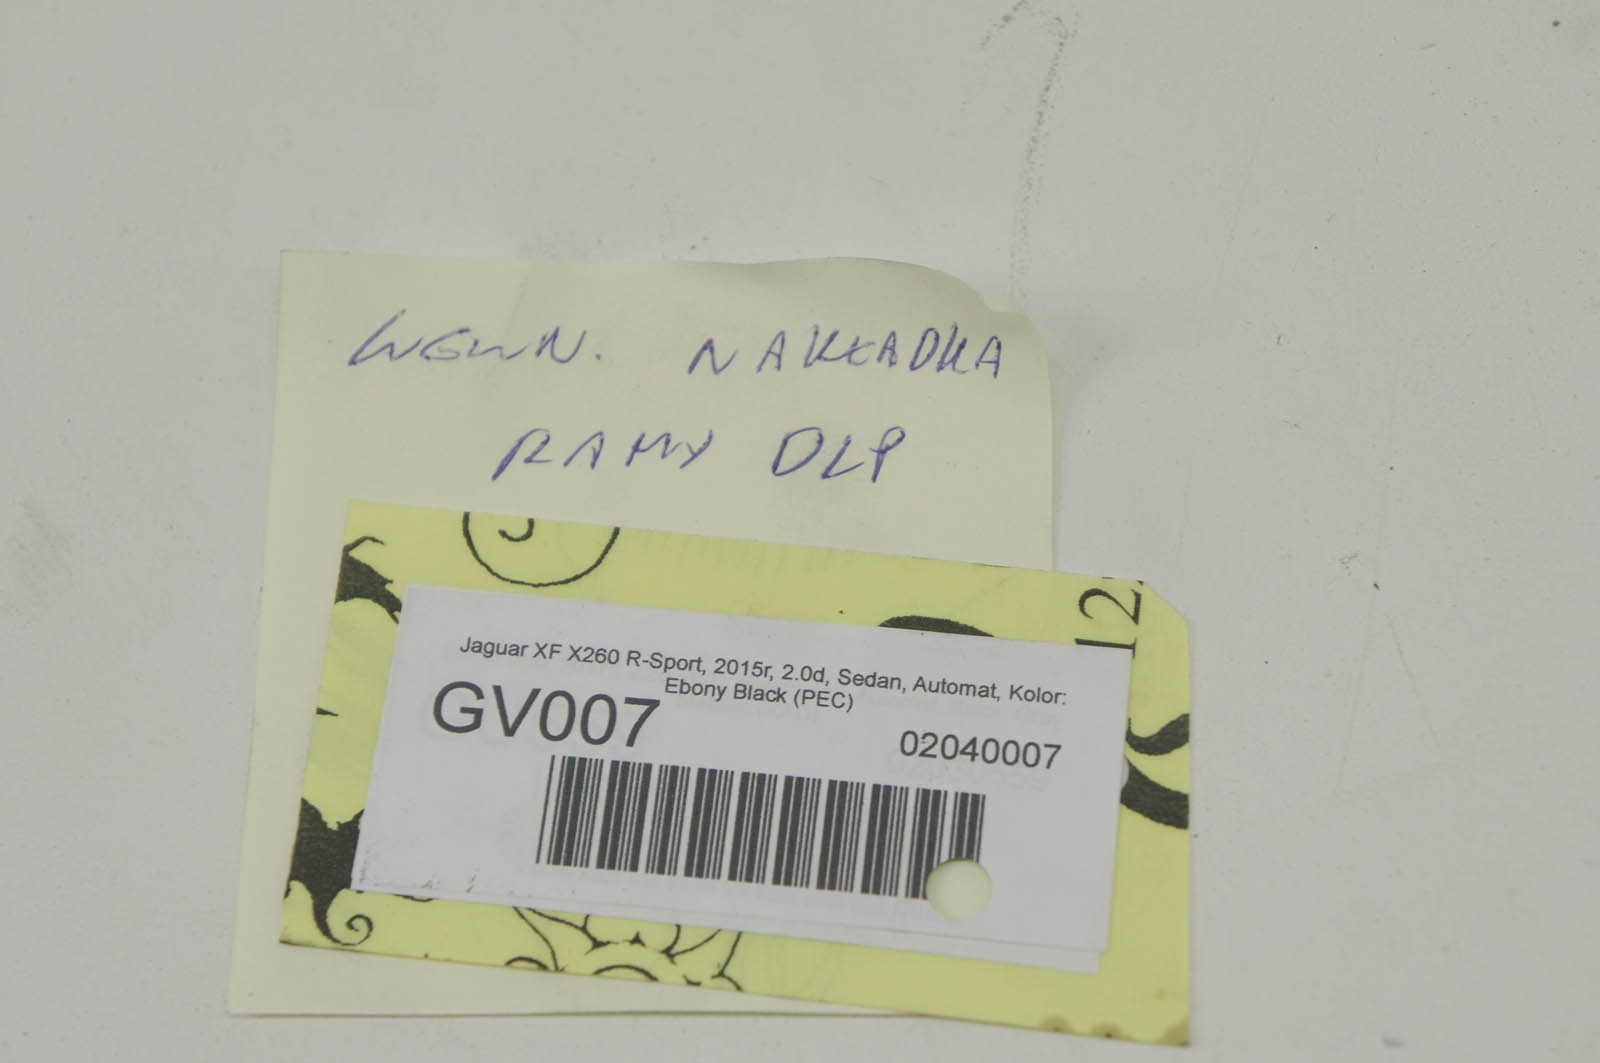 WEWN. NAKŁADKA
RAMY DLP
12
Jaguar XF X260 R-Sport, 2015r, 2.0d, Sedan, Automat, Kolor:
Ebony Black (PEC)
GV007
02040007